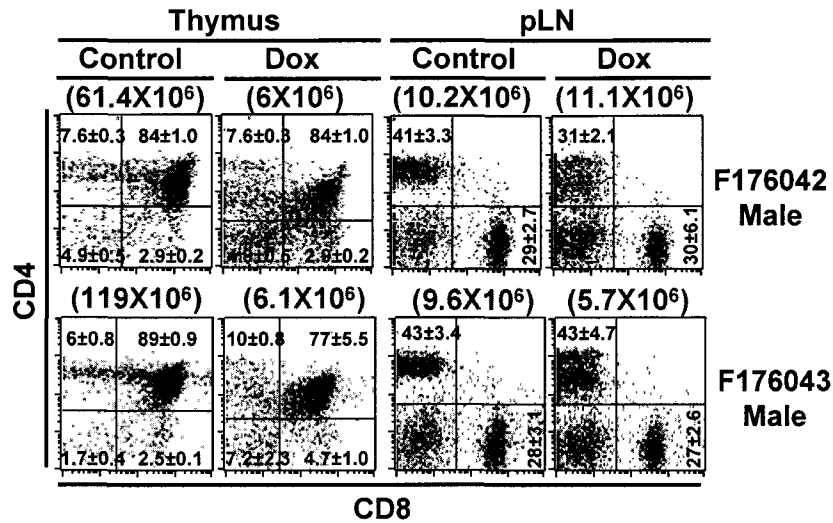 Thymus pLN
Control Dox Control Dox
(61.4X10⁶) (6X10⁶) (10.2X10⁶) (11.1X10⁶)
7.6±0.3 84±1.0 7.6±0.3 84±1.0 41±3.3 31±2.1
4.9±0.5 2.9±0.2 4.9±0.5 2.9±0.2 29±2.7 30±6.1
F176042
Male
(119X10⁶) (6.1X10⁶) (9.6X10⁶) (5.7X10⁶)
6±0.8 89±0.9 10±0.8 77±5.5 43±3.4 43±4.7
1.7±0.4 2.5±0.1 7.2±2.3 4.7±1.0 28±3.1 27±2.6
F176043
Male
CD4
CD8